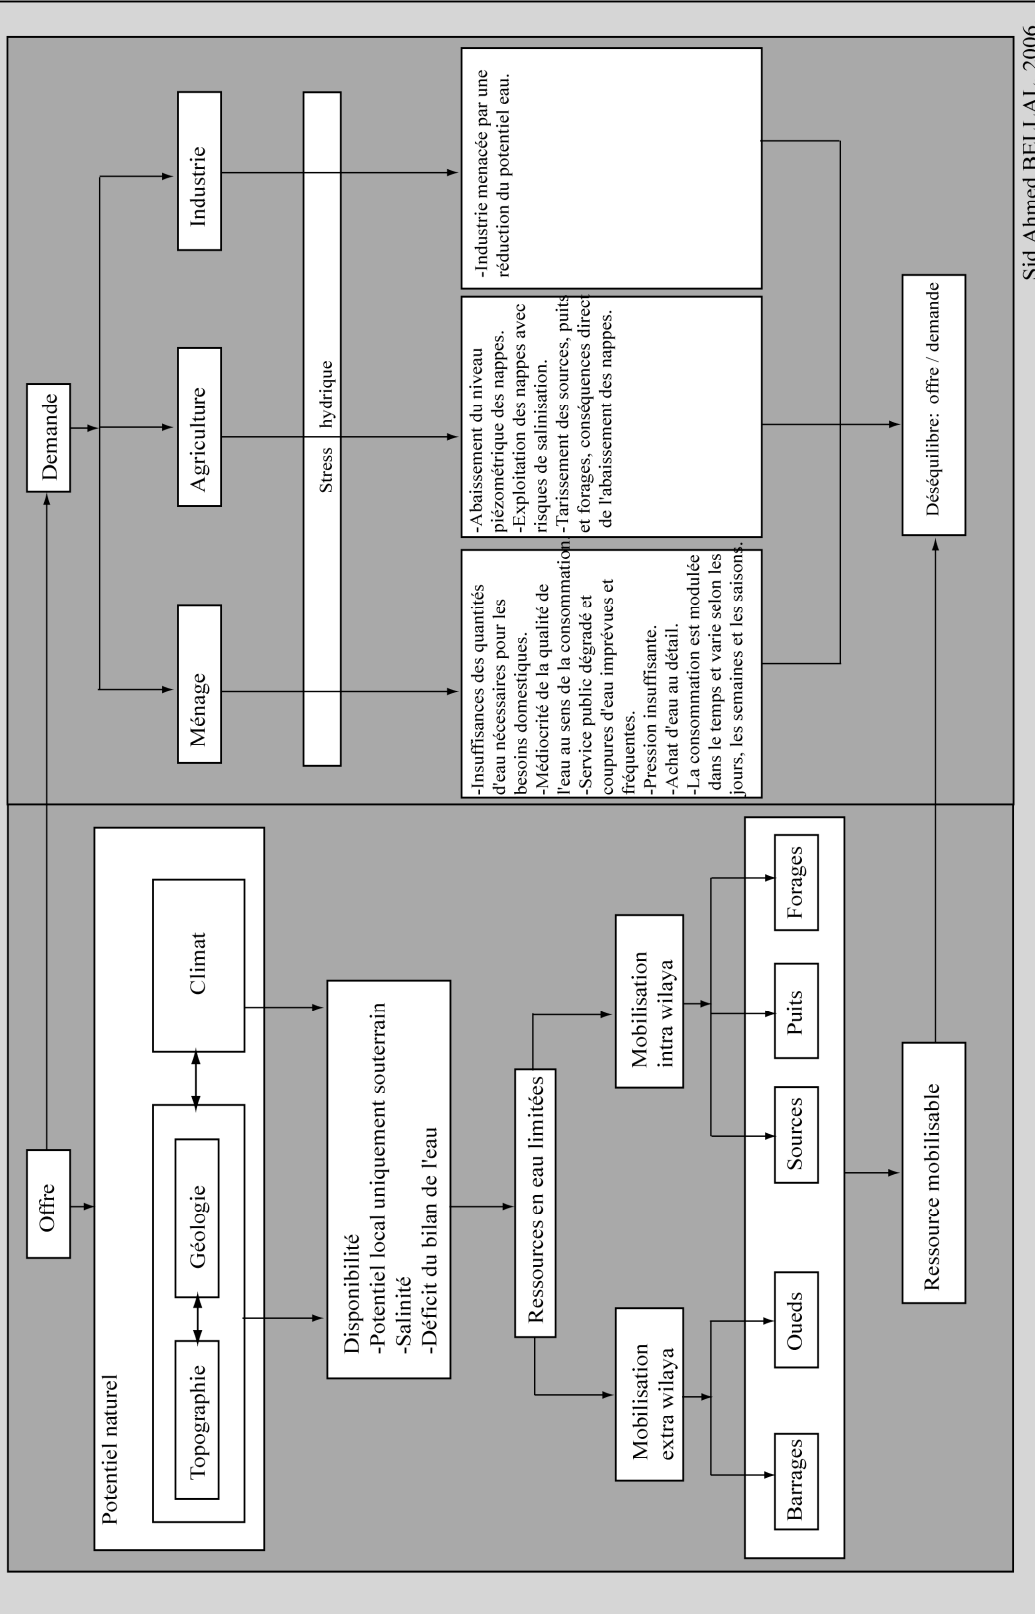 Offre
Demande
Potentiel naturel
Topographie
Géologie
Climat
Ménage
Agriculture
Industrie
Disponibilité
-Potentiel local uniquement souterrain
-Salinité
-Déficit du bilan de l'eau
Stress hydrique
Ressources en eau limitées
-Insuffisances des quantités
d'eau nécessaires pour les
besoins domestiques.
-Médiocrité de la qualité de
l'eau au sens de la consommation.
-Service public dégradé et
coupures d'eau imprévues et
fréquentes.
-Pression insuffisante.
-Achat d'eau au détail.
-La consommation est modulée
dans le temps et varie selon les
jours, les semaines et les saisons.
-Abaissement du niveau
piézométrique des nappes.
-Exploitation des nappes avec
risques de salinisation.
-Tarissement des sources, puits
et forages, conséquences direct
de l'abaissement des nappes.
-Industrie menacée par une
réduction du potentiel eau.
Mobilisation
extra wilaya
Mobilisation
intra wilaya
Barrages
Oueds
Sources
Puits
Forages
Ressource mobilisable
Déséquilibre: offre / demande
Sid Ahmed BELLAL, 2006